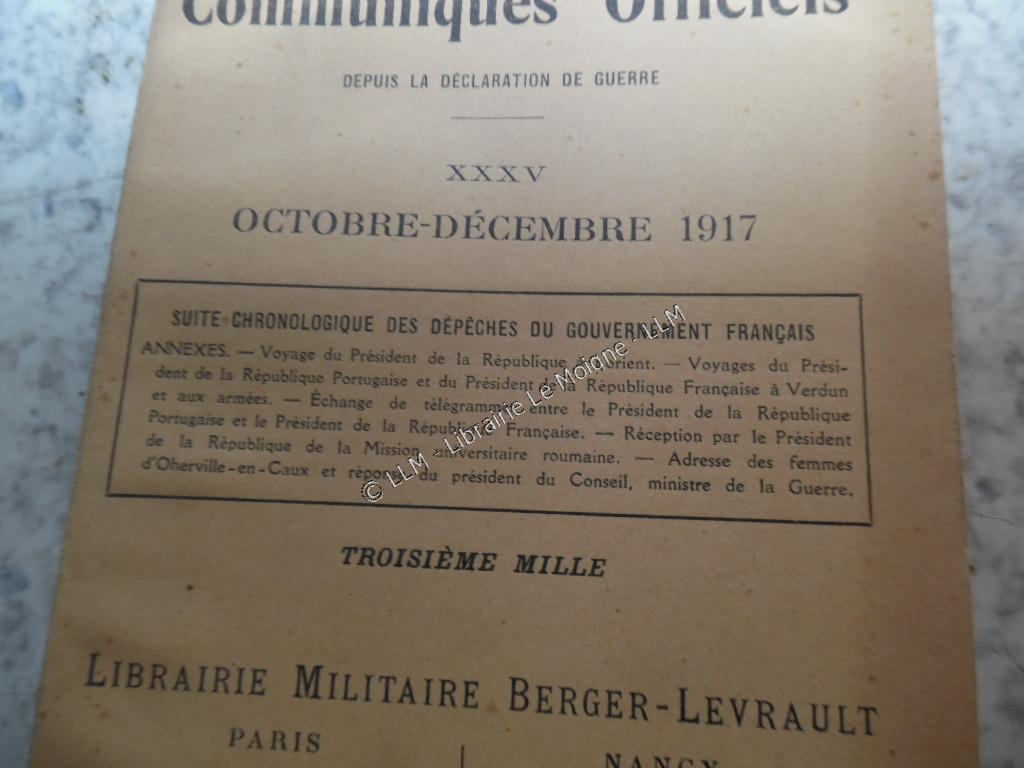 Communiqués Officiels
DEPUIS LA DÉCLARATION DE GUERRE
XXXV
OCTOBRE-DÉCEMBRE 1917
SUITE CHRONOLOGIQUE DES DÉPÊCHES DU GOUVERNEMENT FRANÇAIS
ANNEXES. — Voyage du Président de la République d'Orient. — Voyages du Prési-
dent de la République Portugaise et du Président de la République Française à Verdun
et aux armées. — Échange de télégrammes entre le Président de la République
Portugaise et le Président de la République Française. — Réception par le Président
de la République de la Mission universitaire roumaine. — Adresse des femmes
d'Oherville-en-Caux et réponse du président du Conseil, ministre de la Guerre.
© LLM - Librairie Le Moigne - LLM
TROISIÈME MILLE
LIBRAIRIE MILITAIRE BERGER-LEVRAULT
PARIS
NANCY